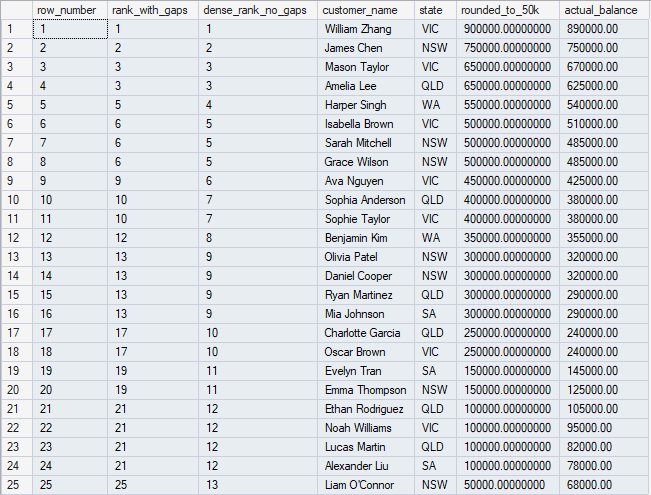 row_number rank_with_gaps dense_rank_no_gaps customer_name state rounded_to_50k actual_balance
1 1 1 1 William Zhang VIC 900000.00000000 890000.00
2 2 2 2 James Chen NSW 750000.00000000 750000.00
3 3 3 3 Mason Taylor VIC 650000.00000000 670000.00
4 4 3 3 Amelia Lee QLD 650000.00000000 625000.00
5 5 5 4 Harper Singh WA 550000.00000000 540000.00
6 6 6 5 Isabella Brown VIC 500000.00000000 510000.00
7 7 6 5 Sarah Mitchell NSW 500000.00000000 485000.00
8 8 6 5 Grace Wilson NSW 500000.00000000 485000.00
9 9 9 6 Ava Nguyen VIC 450000.00000000 425000.00
10 10 10 7 Sophia Anderson QLD 400000.00000000 380000.00
11 11 10 7 Sophie Taylor VIC 400000.00000000 380000.00
12 12 12 8 Benjamin Kim WA 350000.00000000 355000.00
13 13 13 9 Olivia Patel NSW 300000.00000000 320000.00
14 14 13 9 Daniel Cooper NSW 300000.00000000 320000.00
15 15 13 9 Ryan Martinez QLD 300000.00000000 290000.00
16 16 13 9 Mia Johnson SA 300000.00000000 290000.00
17 17 17 10 Charlotte Garcia QLD 250000.00000000 240000.00
18 18 17 10 Oscar Brown VIC 250000.00000000 240000.00
19 19 19 11 Evelyn Tran SA 150000.00000000 145000.00
20 20 19 11 Emma Thompson NSW 150000.00000000 125000.00
21 21 21 12 Ethan Rodriguez QLD 100000.00000000 105000.00
22 22 21 12 Noah Williams VIC 100000.00000000 95000.00
23 23 21 12 Lucas Martin QLD 100000.00000000 82000.00
24 24 21 12 Alexander Liu SA 100000.00000000 78000.00
25 25 25 13 Liam O'Connor NSW 50000.00000000 68000.00